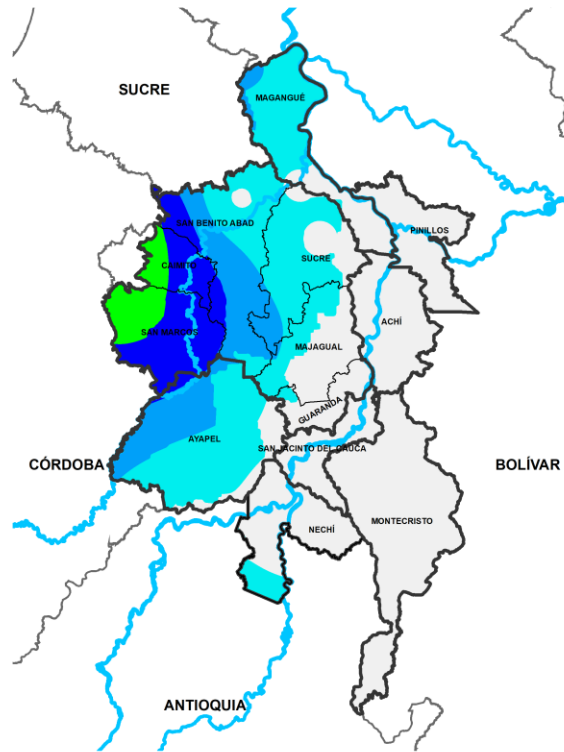 SUCRE
MAGANGUÉ
SAN BENITO ABAD
PINILLOS
CAIMITO
SUCRE
SAN MARCOS
ACHÍ
MAJAGUAL
GUARANDA
AYAPEL
SAN JACINTO DEL CAUCA
CÓRDOBA
BOLÍVAR
MONTECRISTO
NECHÍ
ANTIOQUIA